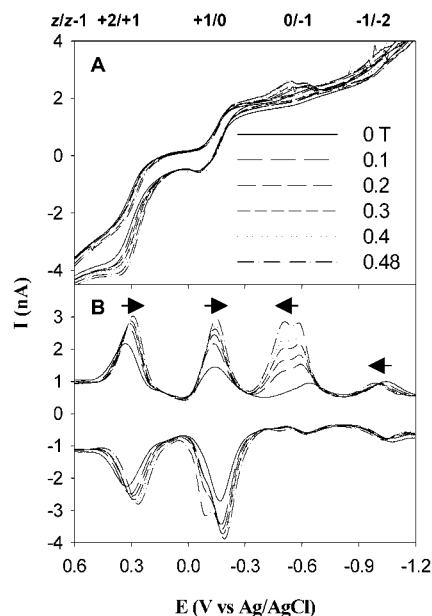 z/z-1 +2/+1 +1/0 0/-1 -1/-2
4
A
2
0
-2
-4
0 T
0.1
0.2
0.3
0.4
0.48
I (nA)
B
3
2
1
0
-1
-2
-3
-4
0.6 0.3 0.0 -0.3 -0.6 -0.9 -1.2
E (V vs Ag/AgCl)